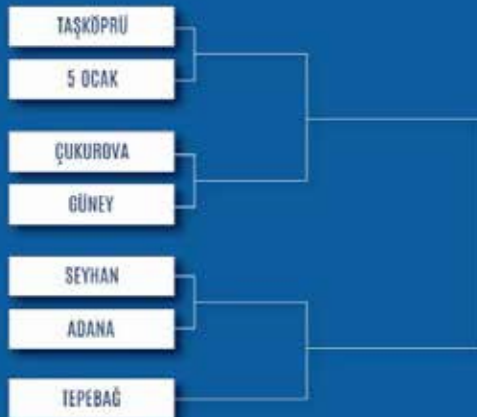 TAŞKÖPRÜ
5 OCAK
ÇUKUROVA
GÜNEY
SEYHAN
ADANA
TEPEBAĞ